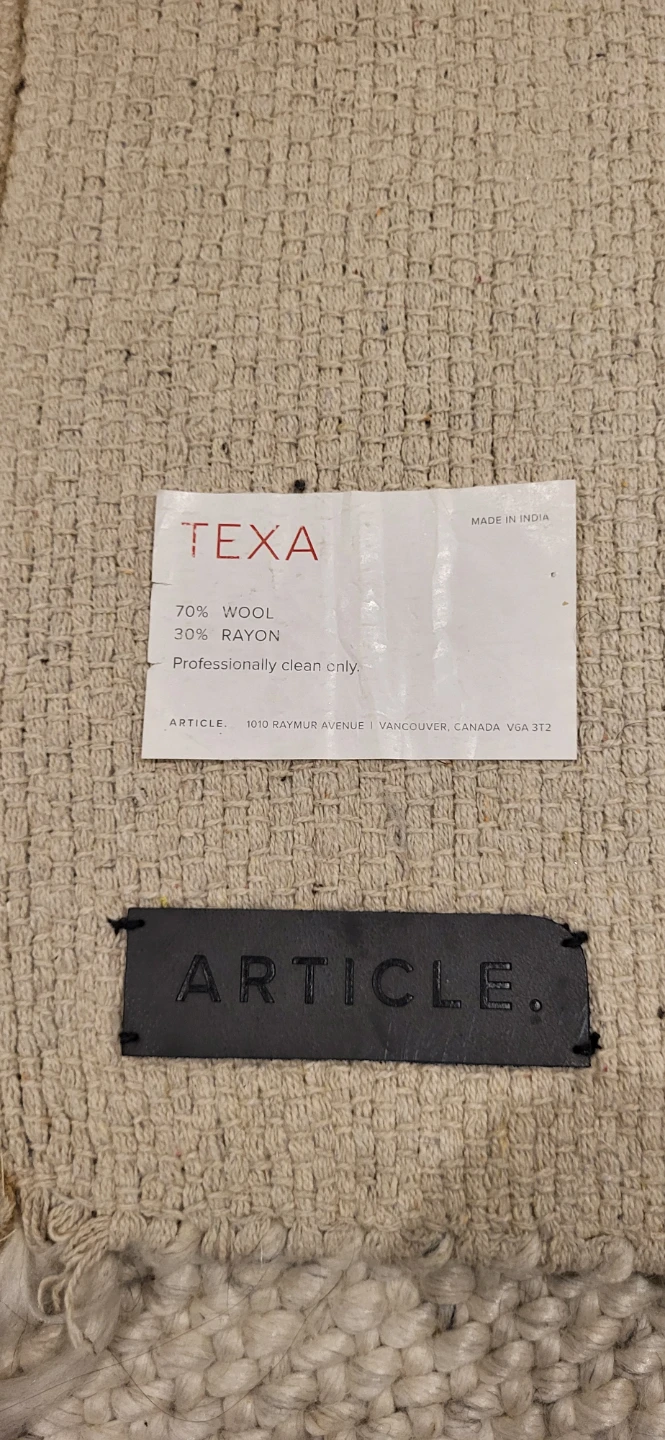 TEXA
MADE IN INDIA
70% WOOL
30% RAYON
Professionally clean only.
ARTICLE. 1010 RAYMUR AVENUE | VANCOUVER, CANADA V6A 3T2
ARTICLE.